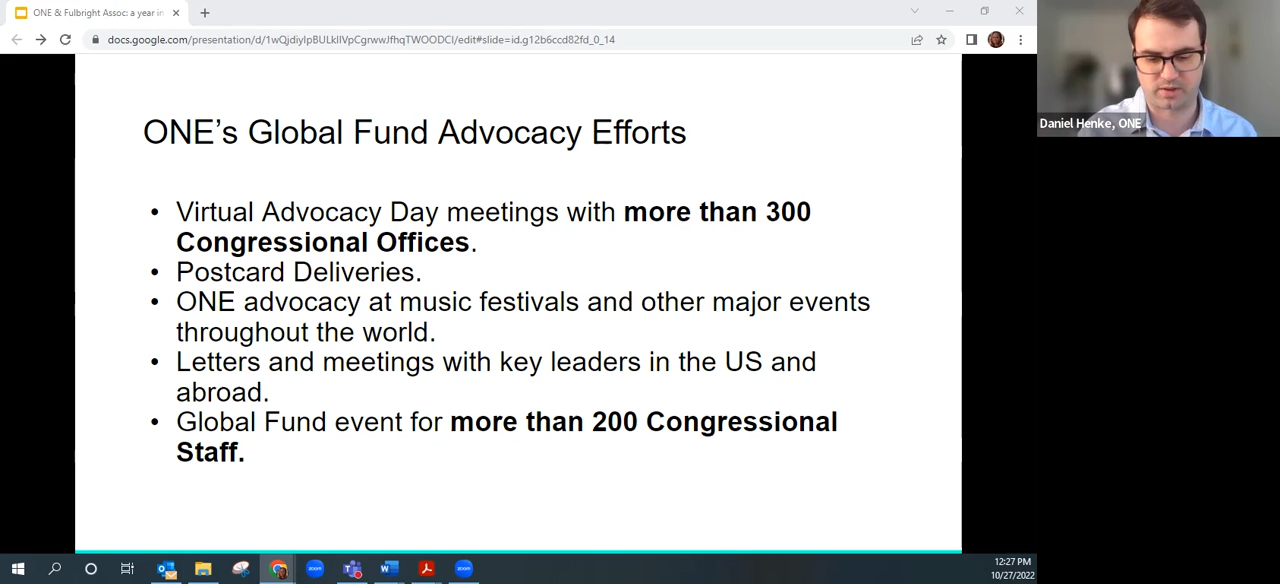 ONE & Fulbright Assoc: a year in
docs.google.com/presentation/d/1wQjdiyIpBULkIlVpCgrwwJfhqTWOODCI/edit#slide=id.g12b6ccd82fd_0_14
Daniel Henke, ONE
ONE’s Global Fund Advocacy Efforts
• Virtual Advocacy Day meetings with more than 300
Congressional Offices.
• Postcard Deliveries.
• ONE advocacy at music festivals and other major events
throughout the world.
• Letters and meetings with key leaders in the US and
abroad.
• Global Fund event for more than 200 Congressional
Staff.
zoom
zoom
12:27 PM
10/27/2022